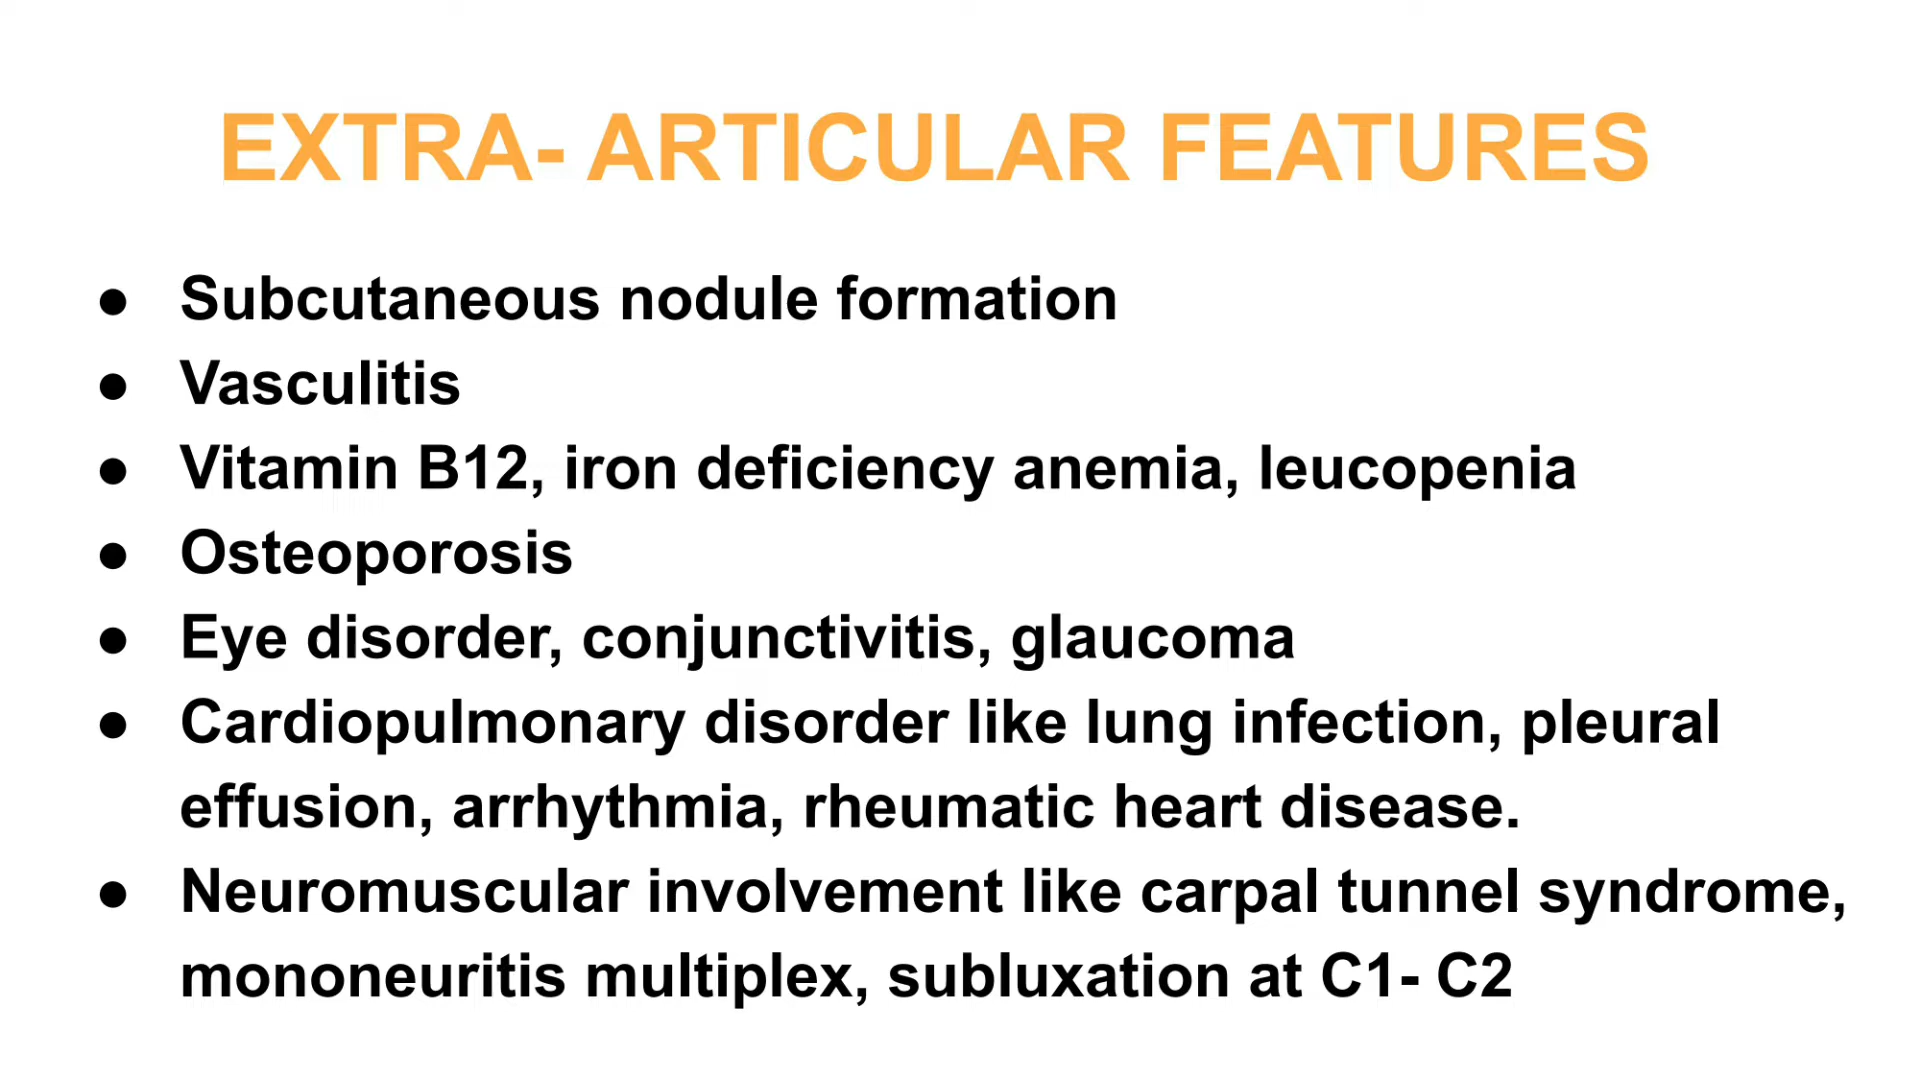 EXTRA- ARTICULAR FEATURES
● Subcutaneous nodule formation
● Vasculitis
● Vitamin B12, iron deficiency anemia, leucopenia
● Osteoporosis
● Eye disorder, conjunctivitis, glaucoma
● Cardiopulmonary disorder like lung infection, pleural
effusion, arrhythmia, rheumatic heart disease.
● Neuromuscular involvement like carpal tunnel syndrome,
mononeuritis multiplex, subluxation at C1- C2